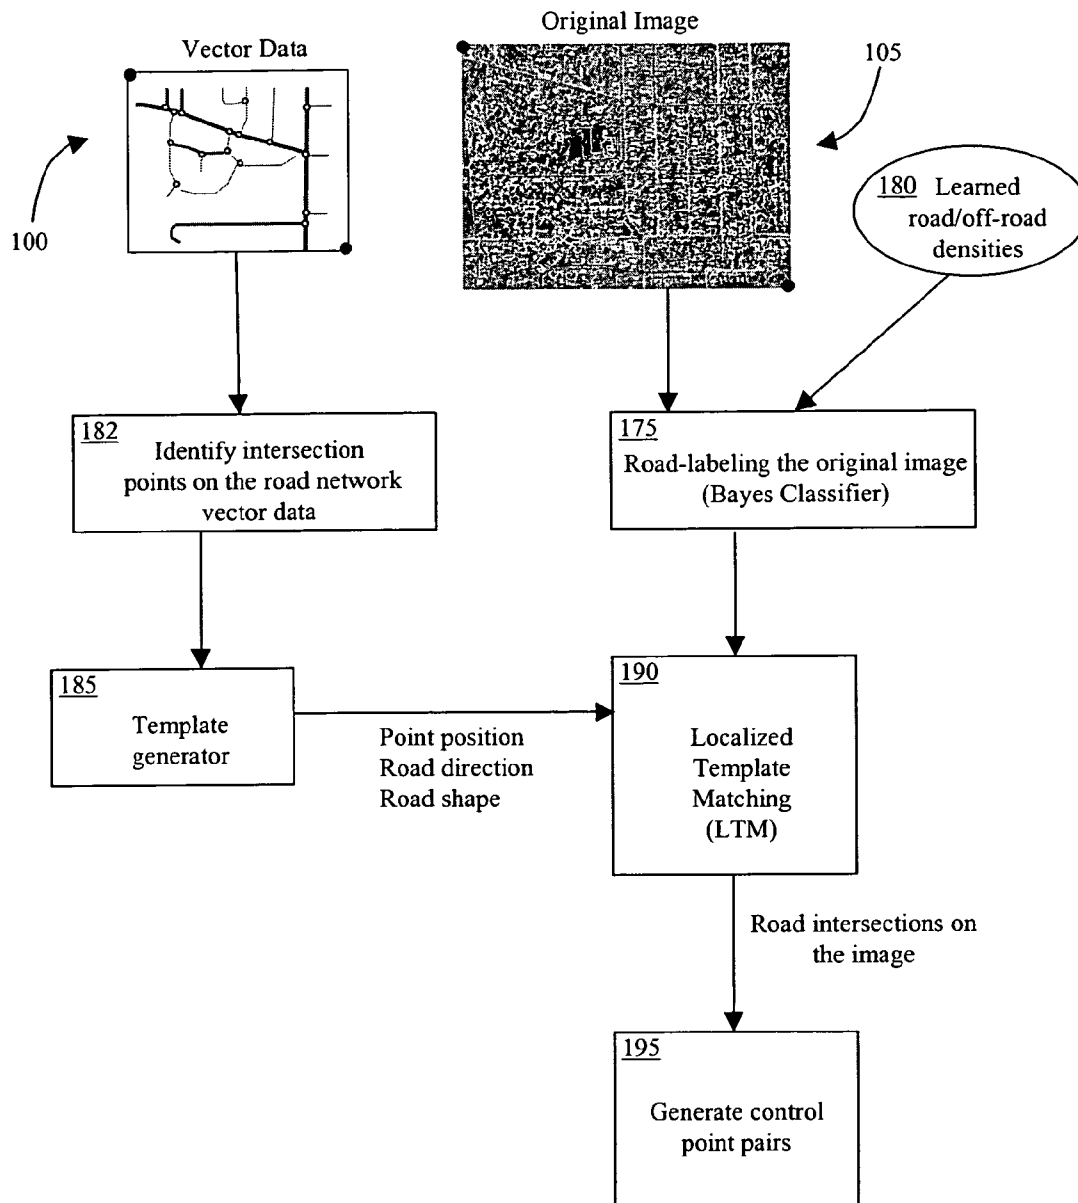 Original Image
Vector Data
105
100
180 Learned
road/off-road
densities
182
Identify intersection
points on the road network
vector data
175
Road-labeling the original image
(Bayes Classifier)
185
Template
generator
Point position
Road direction
Road shape
190
Localized
Template
Matching
(LTM)
Road intersections on
the image
195
Generate control
point pairs